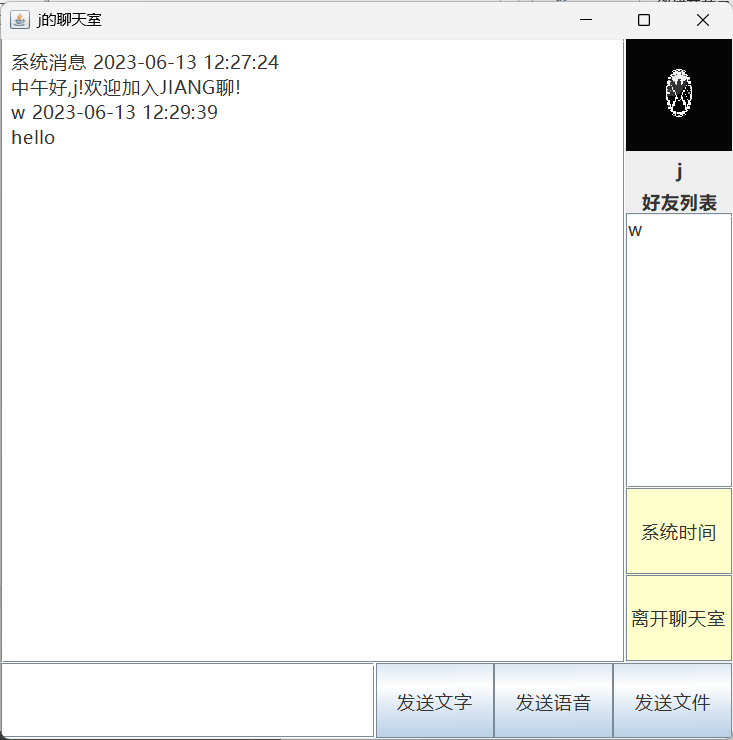 j的聊天室
系统消息 2023-06-13 12:27:24
中午好,j!欢迎加入JIANG聊!
w 2023-06-13 12:29:39
hello
j
好友列表
w
系统时间
离开聊天室
发送文字
发送语音
发送文件